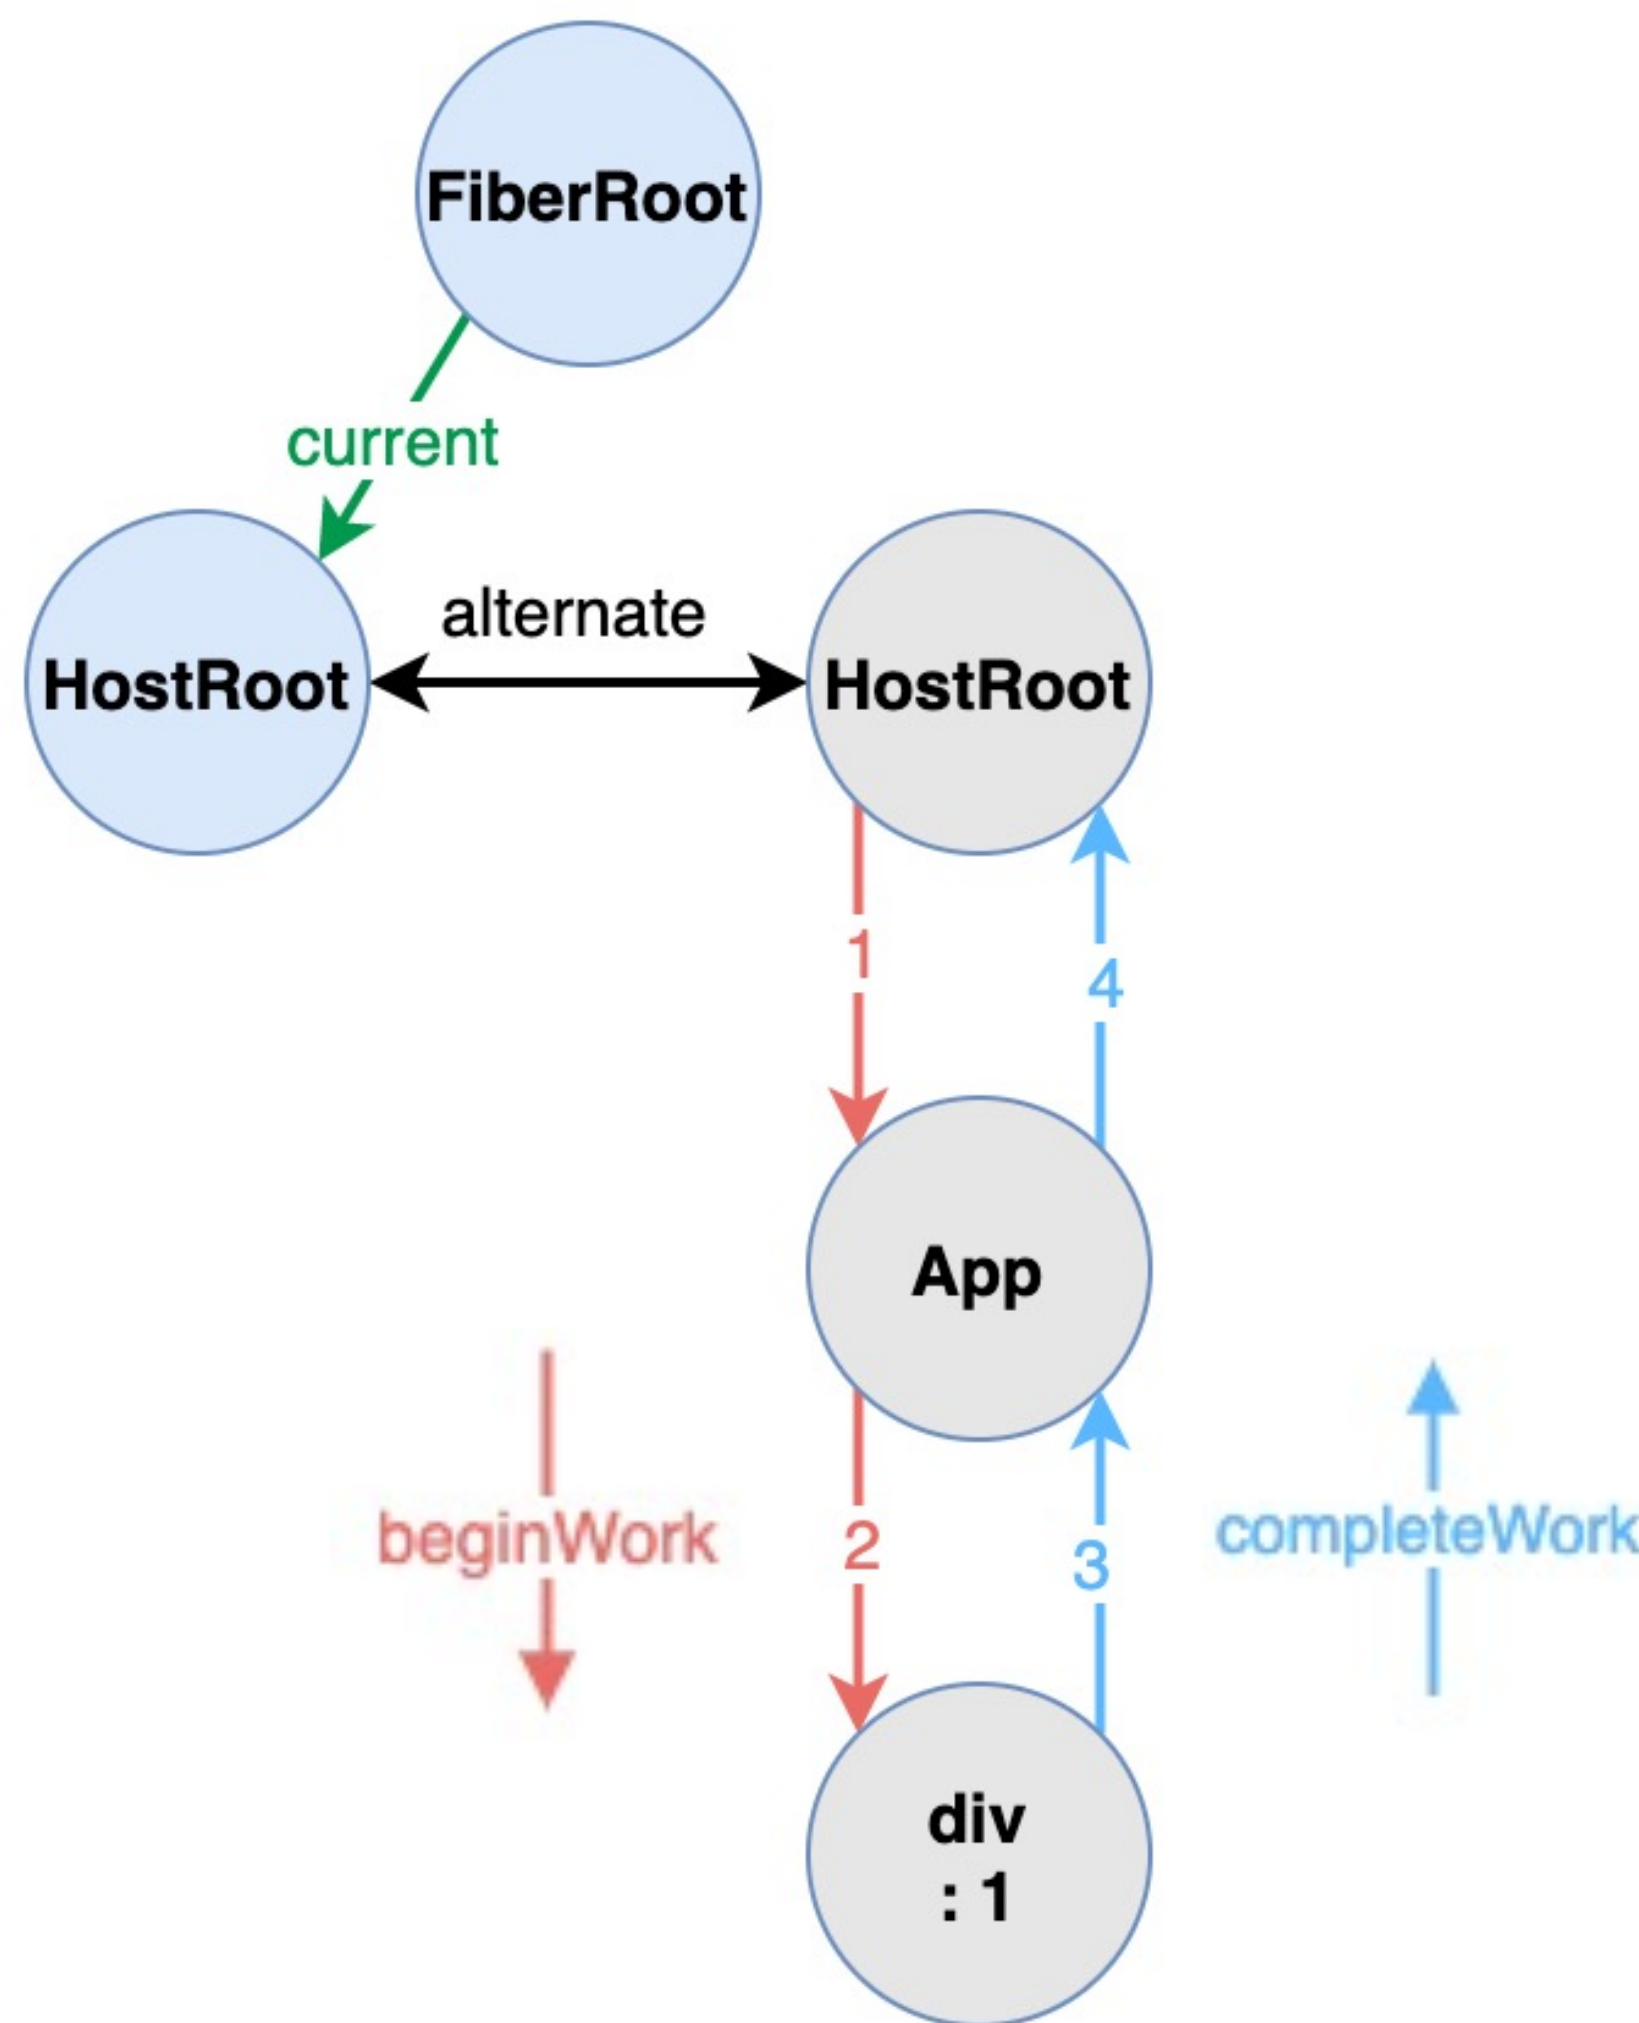 FiberRoot
current
alternate
HostRoot
HostRoot
1
4
App
beginWork
2
3
completeWork
div
: 1